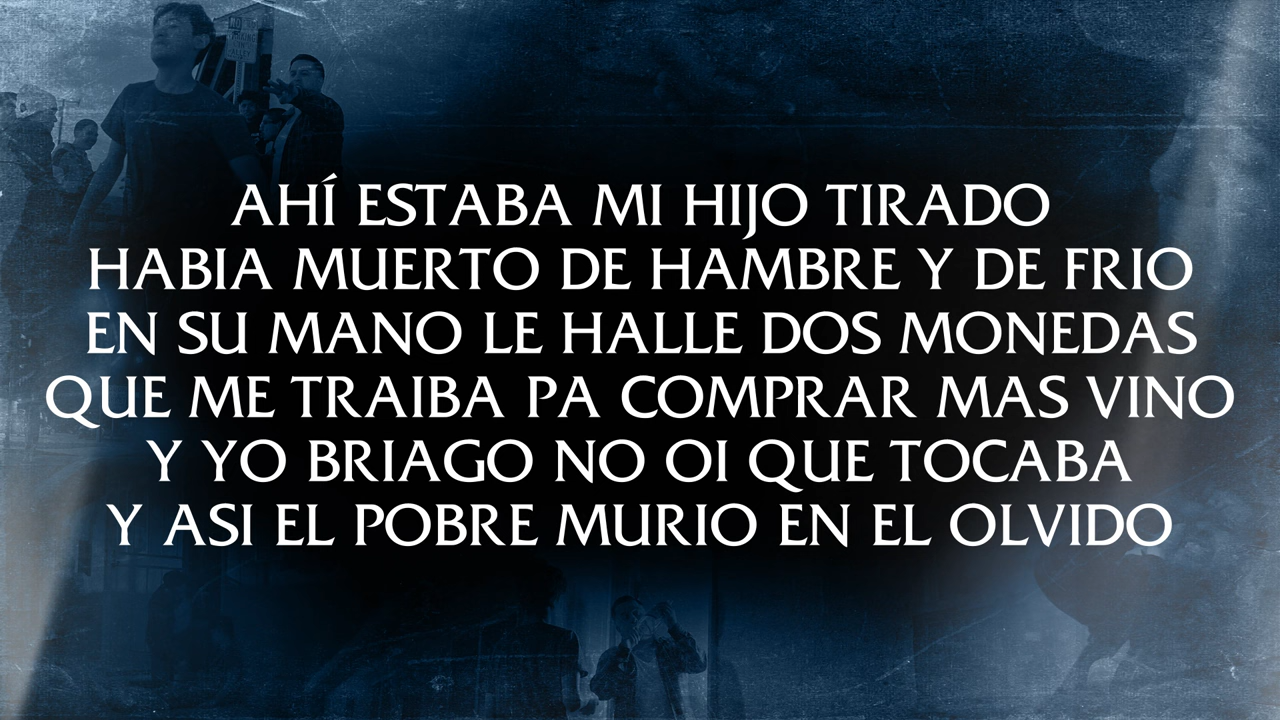 AHÍ ESTABA MI HIJO TIRADO
HABIA MUERTO DE HAMBRE Y DE FRIO
EN SU MANO LE HALLE DOS MONEDAS
QUE ME TRAIBA PA COMPRAR MAS VINO
Y YO BRIAGO NO OI QUE TOCABA
Y ASI EL POBRE MURIO EN EL OLVIDO